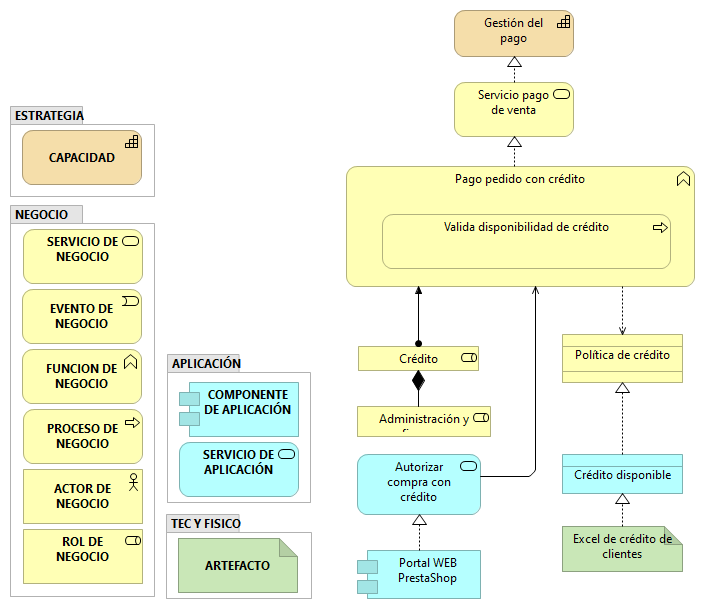 Gestión del
pago
Servicio pago
de venta
Pago pedido con crédito
Valida disponibilidad de crédito
ESTRATEGIA
CAPACIDAD
NEGOCIO
SERVICIO DE
NEGOCIO
EVENTO DE
NEGOCIO
FUNCION DE
NEGOCIO
PROCESO DE
NEGOCIO
ACTOR DE
NEGOCIO
ROL DE
NEGOCIO
APLICACIÓN
COMPONENTE
DE APLICACIÓN
SERVICIO DE
APLICACIÓN
TEC Y FISICO
ARTEFACTO
Crédito
Administración y
Autorizar
compra con
crédito
Portal WEB
PrestaShop
Política de crédito
Crédito disponible
Excel de crédito de
clientes